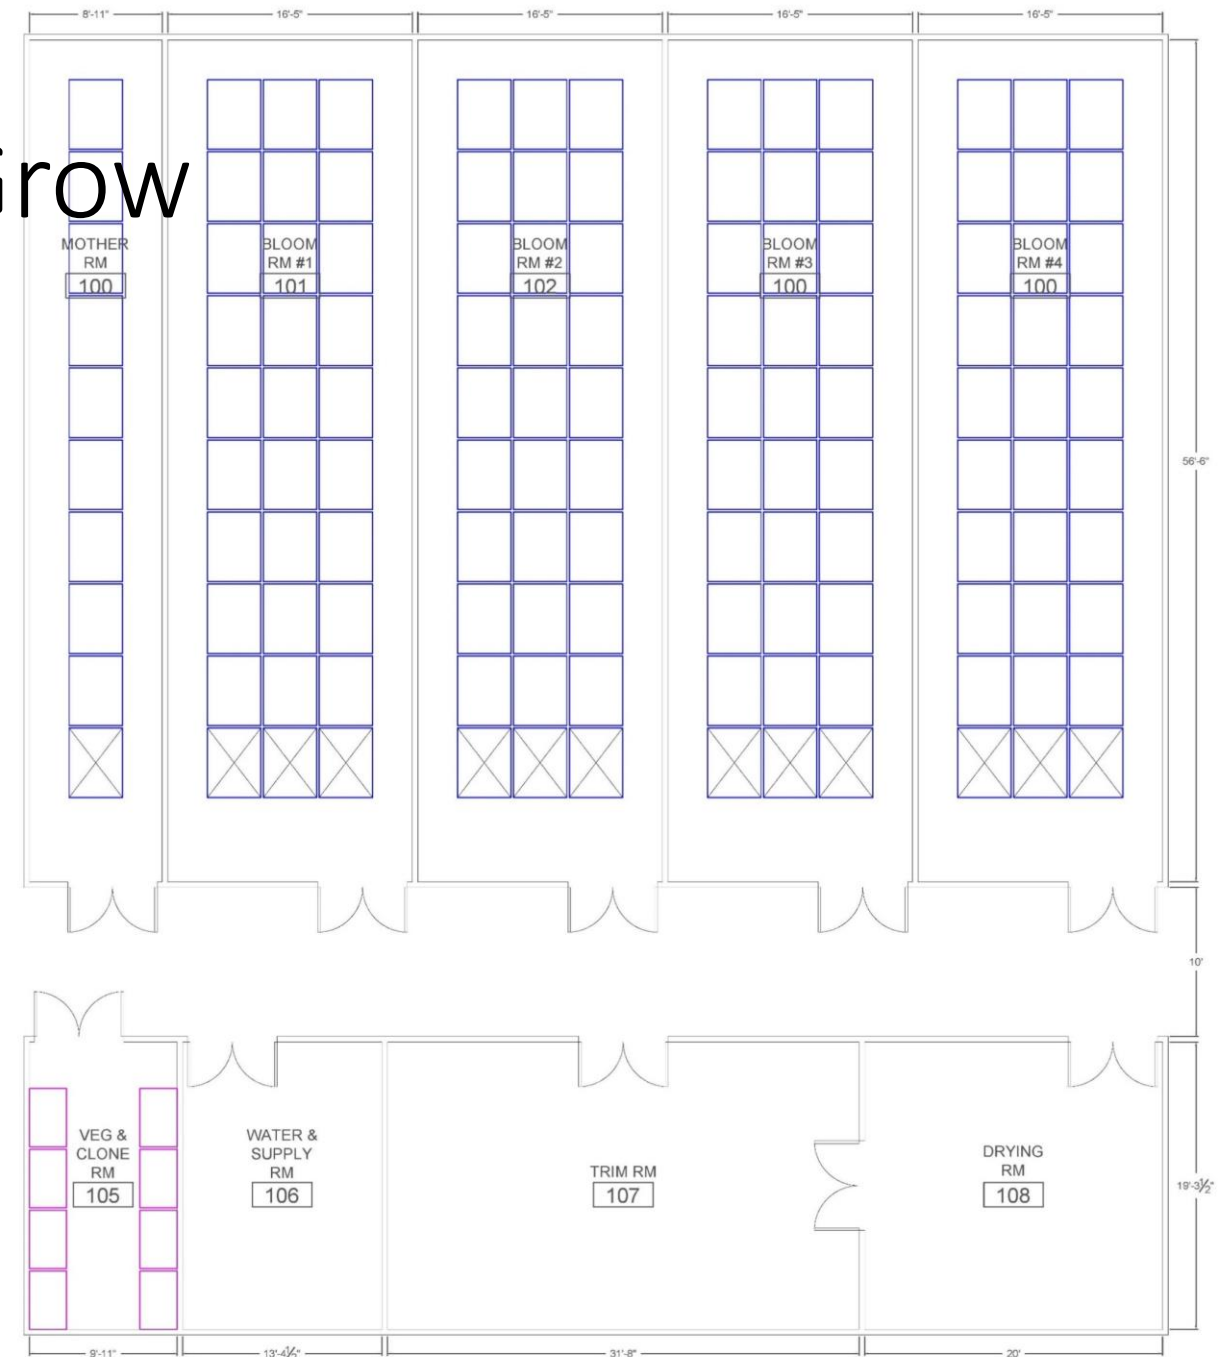 8'-11"
16'-5"
16'-5"
16'-5"
16'-5"
Grow
MOTHER
RM
100
BLOOM
RM #1
101
BLOOM
RM #2
102
BLOOM
RM #3
100
BLOOM
RM #4
100
56'-6"
10'
VEG &
CLONE
RM
105
WATER &
SUPPLY
RM
106
TRIM RM
107
DRYING
RM
108
19'-3½"
9'-11"
13'-4½"
31'-8"
20'